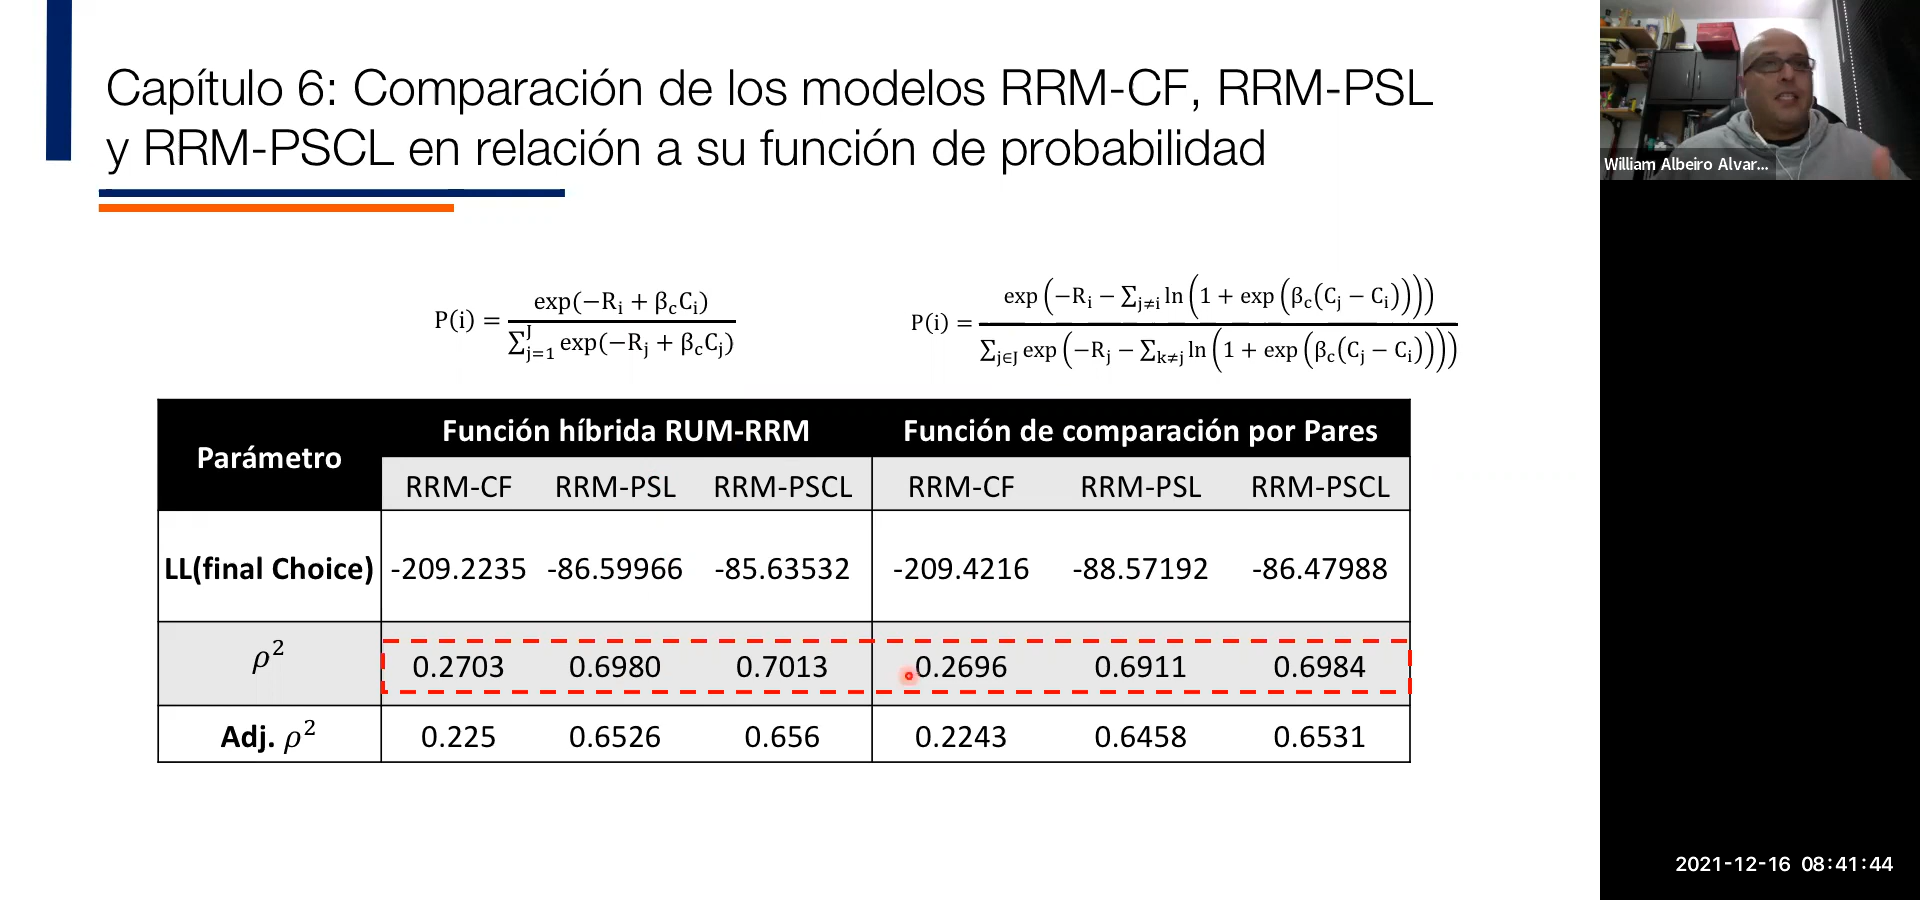 Capítulo 6: Comparación de los modelos RRM-CF, RRM-PSL
y RRM-PSCL en relación a su función de probabilidad
William Albeiro Alvar...
P(i) = exp(−R_i + β_cC_i) / ∑_{j=1}^{J} exp(−R_j + β_cC_j)
P(i) = exp(−R_i − ∑_{j≠i} ln(1 + exp(β_c(C_j − C_i)))) / ∑_{j∈J} exp(−R_j − ∑_{k≠j} ln(1 + exp(β_c(C_j − C_i))))
Parámetro Función híbrida RUM-RRM Función de comparación por Pares
RRM-CF RRM-PSL RRM-PSCL RRM-CF RRM-PSL RRM-PSCL
LL(final Choice) -209.2235 -86.59966 -85.63532 -209.4216 -88.57192 -86.47988
ρ² 0.2703 0.6980 0.7013 0.2696 0.6911 0.6984
Adj. ρ² 0.225 0.6526 0.656 0.2243 0.6458 0.6531
2021-12-16 08:41:44